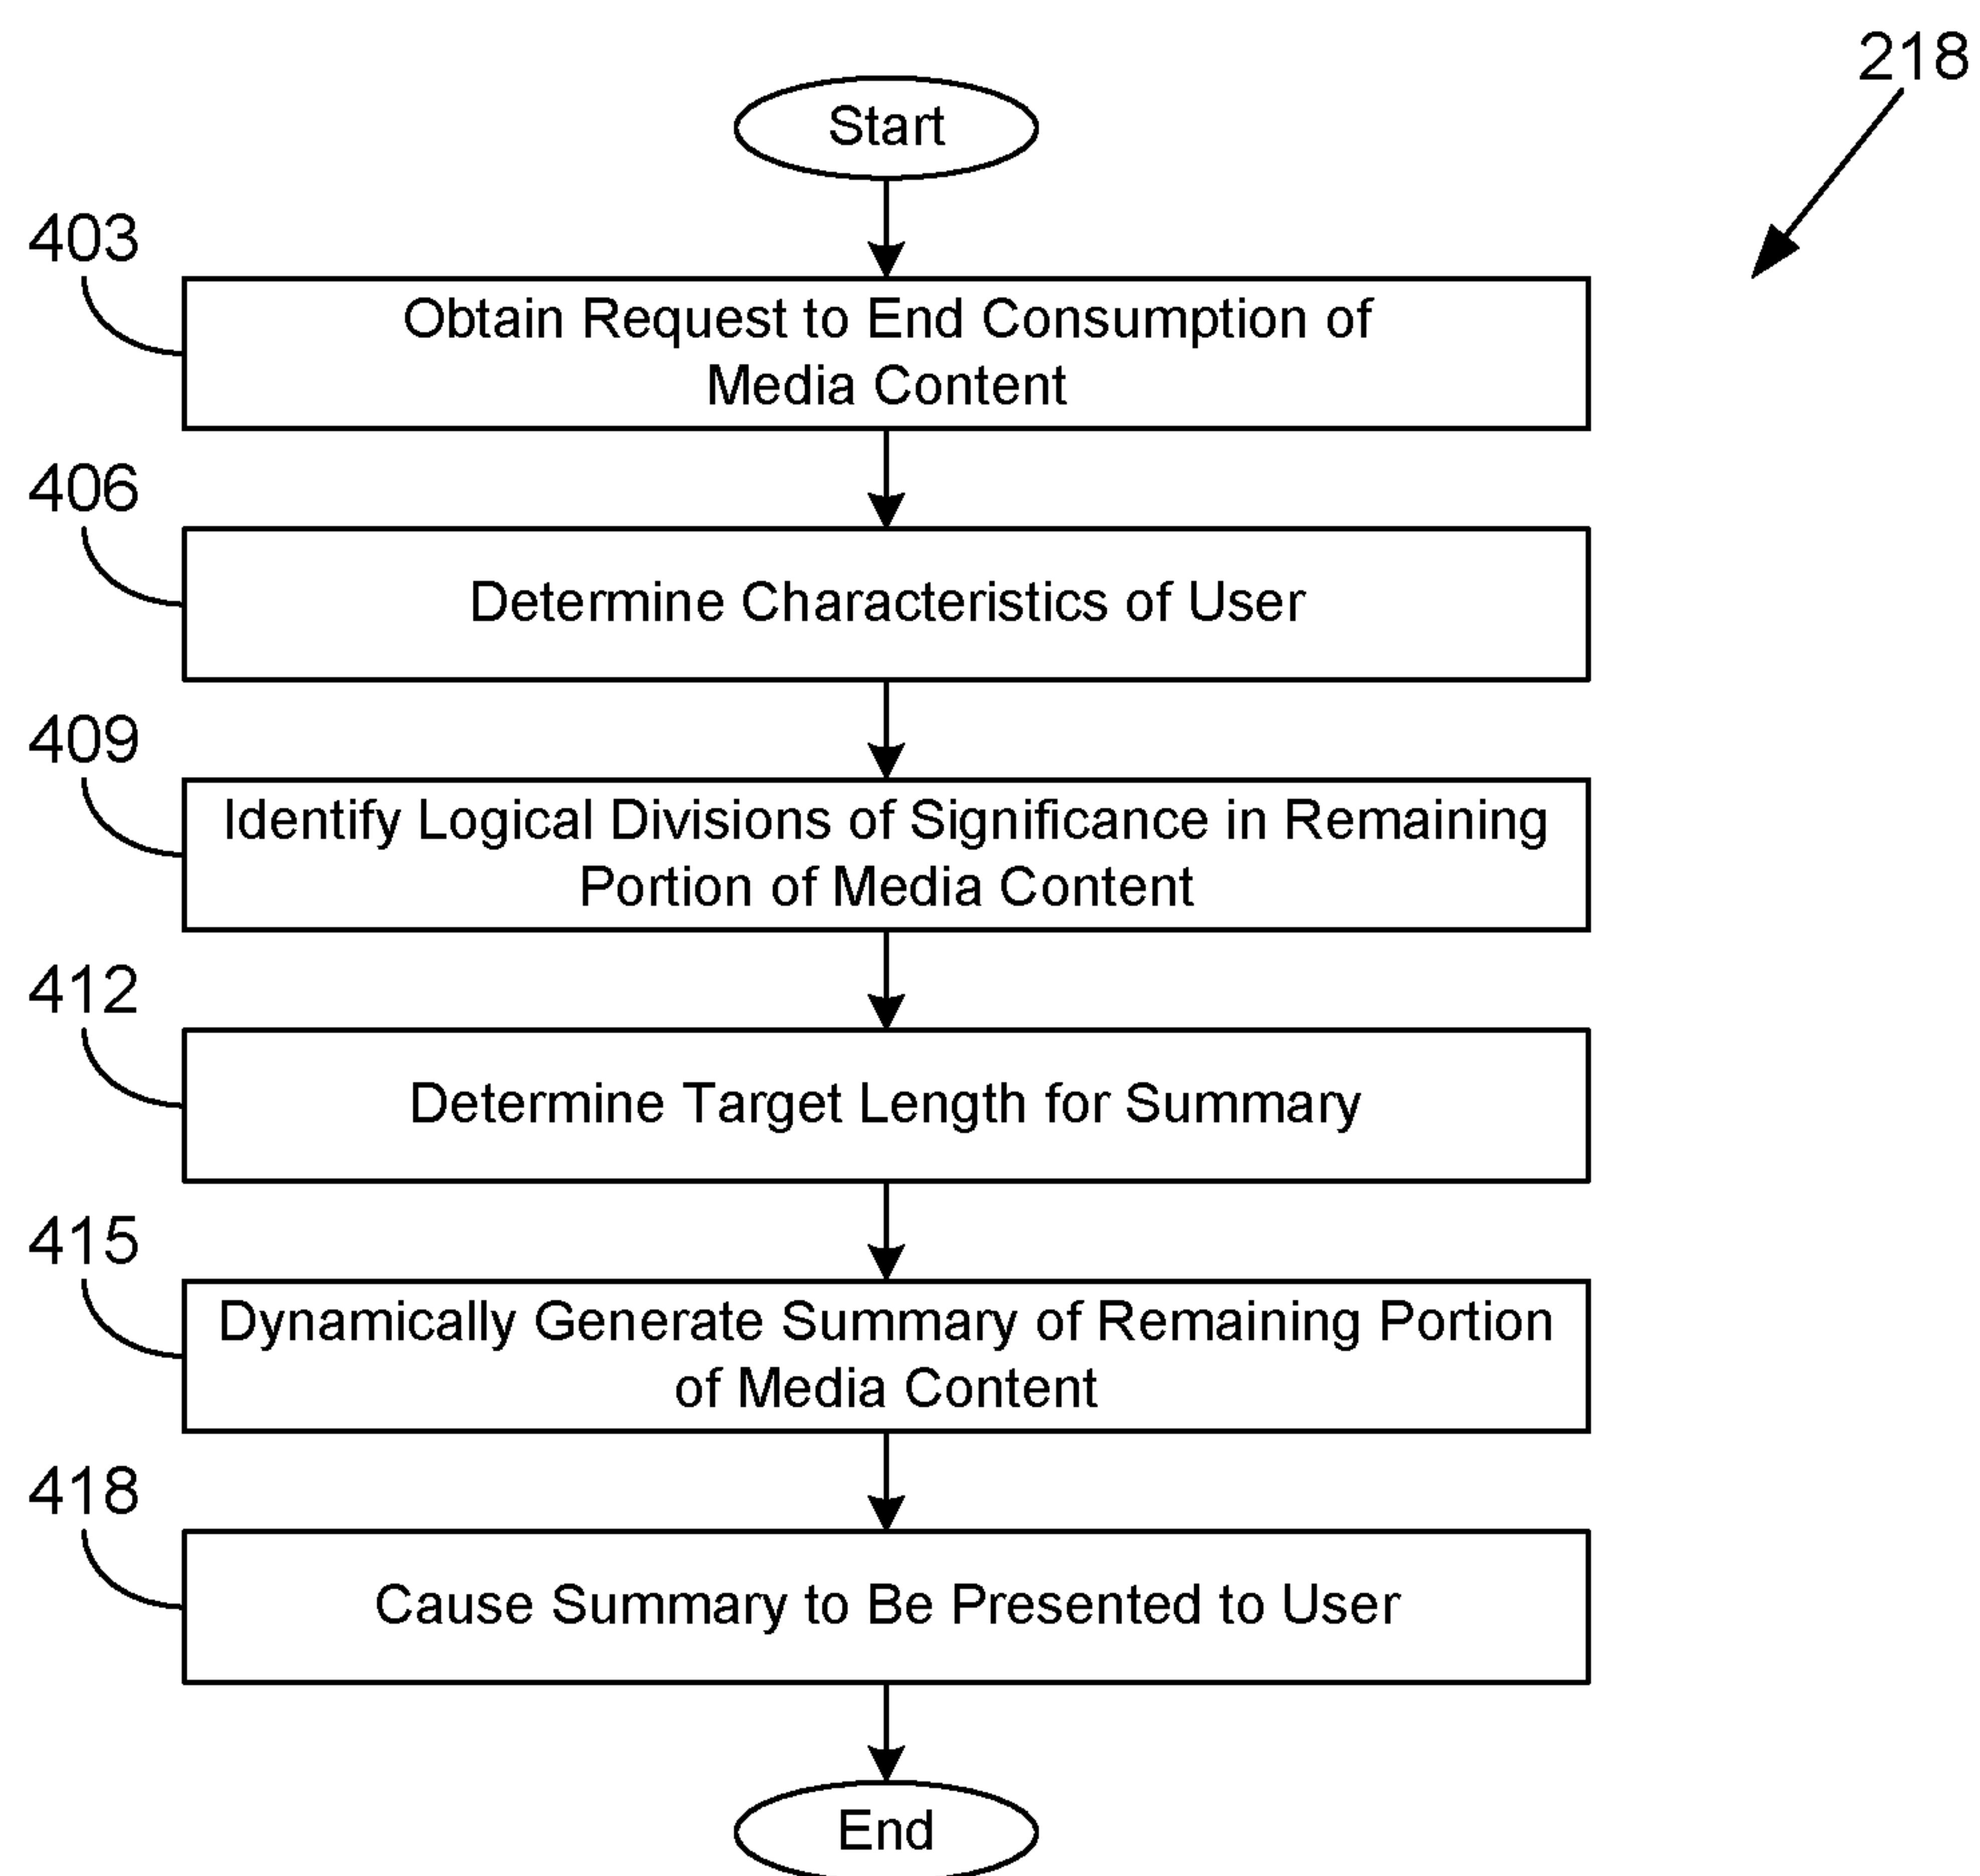 218
Start
403
Obtain Request to End Consumption of
Media Content
406
Determine Characteristics of User
409
Identify Logical Divisions of Significance in Remaining
Portion of Media Content
412
Determine Target Length for Summary
415
Dynamically Generate Summary of Remaining Portion
of Media Content
418
Cause Summary to Be Presented to User
End